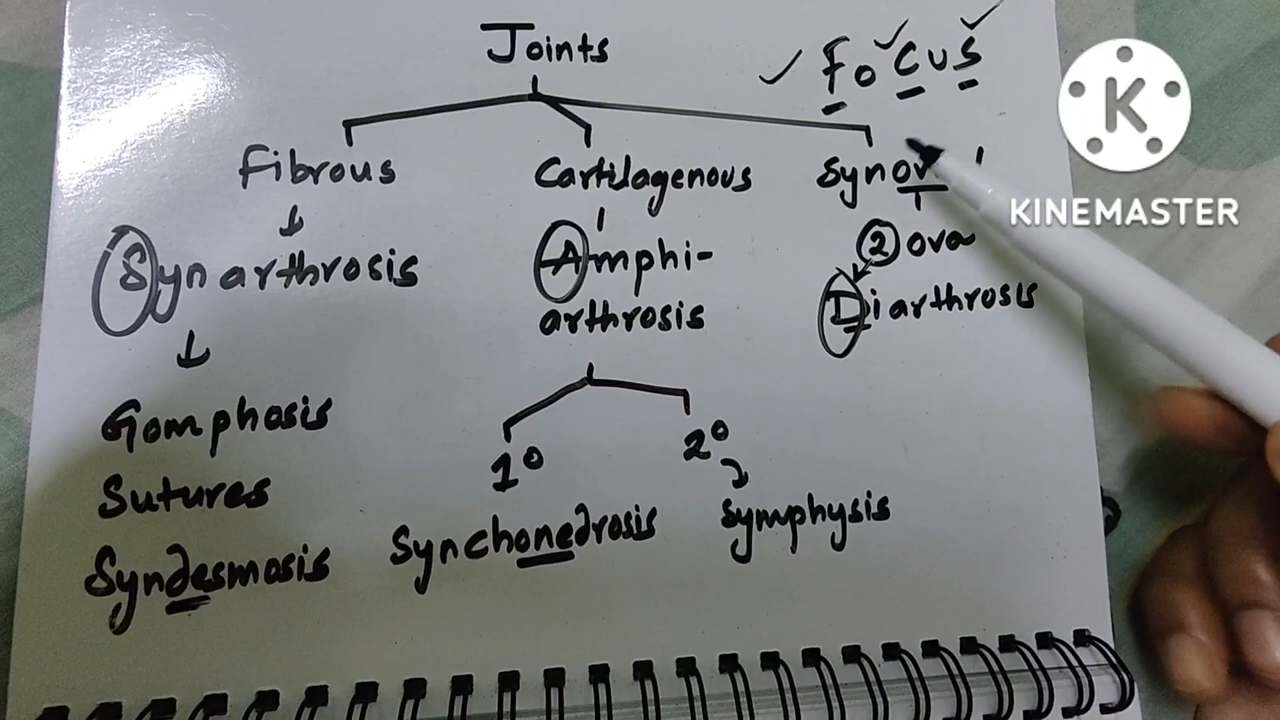 Joints
FoCuS
Fibrous Cartilagenous Synov
Synarthrosis Amphi- 2 ova
arthrosis Diarthrosis
Gomphosis
Sutures
Syndesmosis
1° 2°
Synchonedrosis Symphysis
K
KINEMASTER